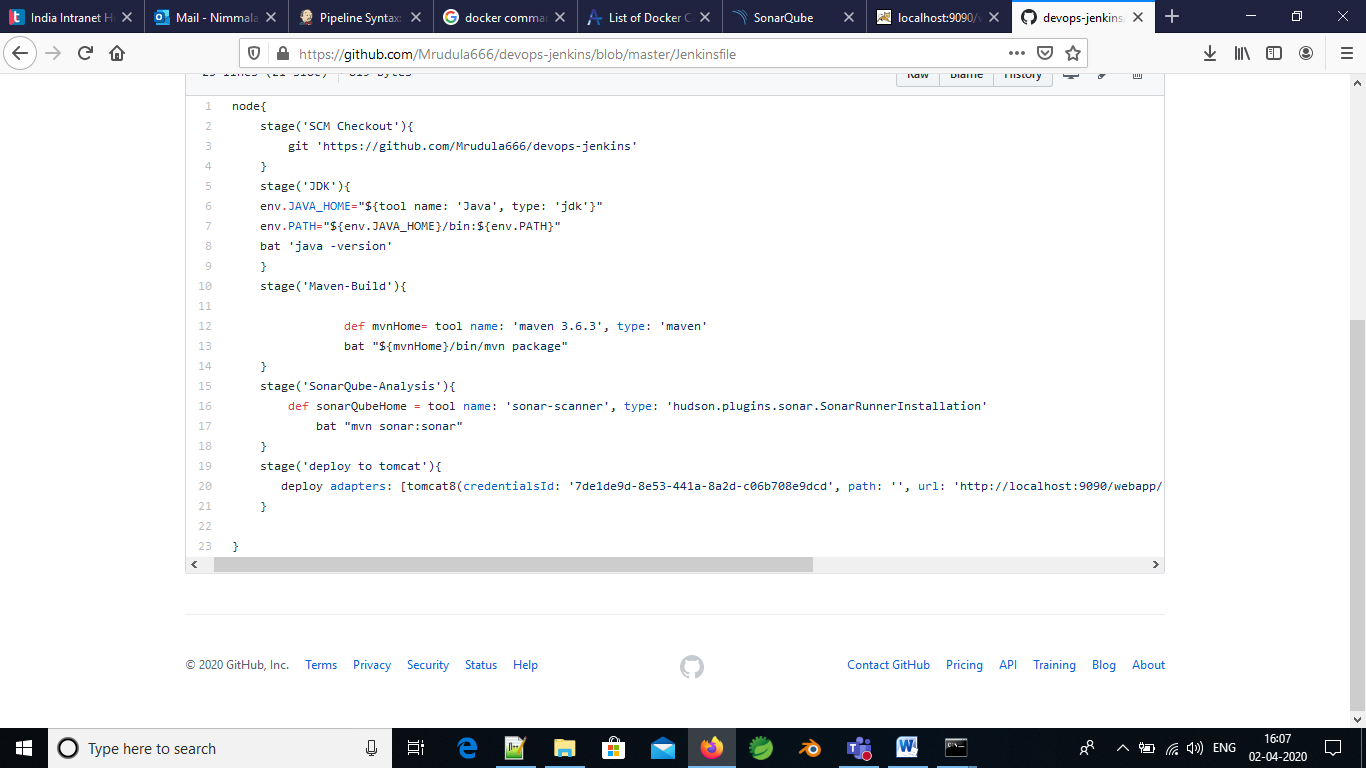 India Intranet H
Mail - Nimmala
Pipeline Syntax:
docker comman
List of Docker C
SonarQube
localhost:9090/w
devops-jenkins/
https://github.com/Mrudula666/devops-jenkins/blob/master/Jenkinsfile
23 lines (21 sloc) 819 bytes
Raw Blame History
1 node{
2 stage('SCM Checkout'){
3 git 'https://github.com/Mrudula666/devops-jenkins'
4 }
5 stage('JDK'){
6 env.JAVA_HOME="${tool name: 'Java', type: 'jdk'}"
7 env.PATH="${env.JAVA_HOME}/bin:${env.PATH}"
8 bat 'java -version'
9 }
10 stage('Maven-Build'){
11
12 def mvnHome= tool name: 'maven 3.6.3', type: 'maven'
13 bat "${mvnHome}/bin/mvn package"
14 }
15 stage('SonarQube-Analysis'){
16 def sonarQubeHome = tool name: 'sonar-scanner', type: 'hudson.plugins.sonar.SonarRunnerInstallation'
17 bat "mvn sonar:sonar"
18 }
19 stage('deploy to tomcat'){
20 deploy adapters: [tomcat8(credentialsId: '7de1de9d-8e53-441a-8a2d-c06b708e9dcd', path: '', url: 'http://localhost:9090/webapp/
21 }
22
23 }
© 2020 GitHub, Inc. Terms Privacy Security Status Help
Contact GitHub Pricing API Training Blog About
Type here to search
ENG
16:07
02-04-2020